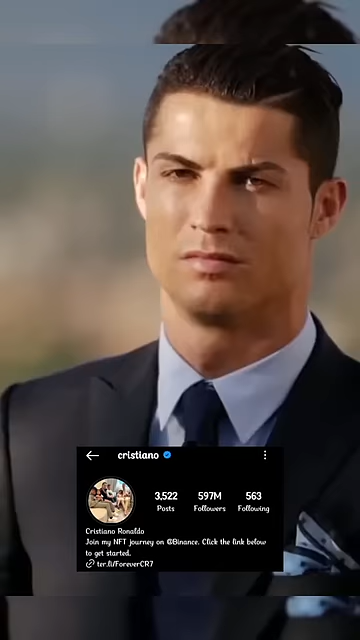 cristiano
3,522 597M 563
Posts Followers Following
Cristiano Ronaldo
Join my NFT journey on @Binance. Click the link below
to get started.
ter.li/ForeverCR7